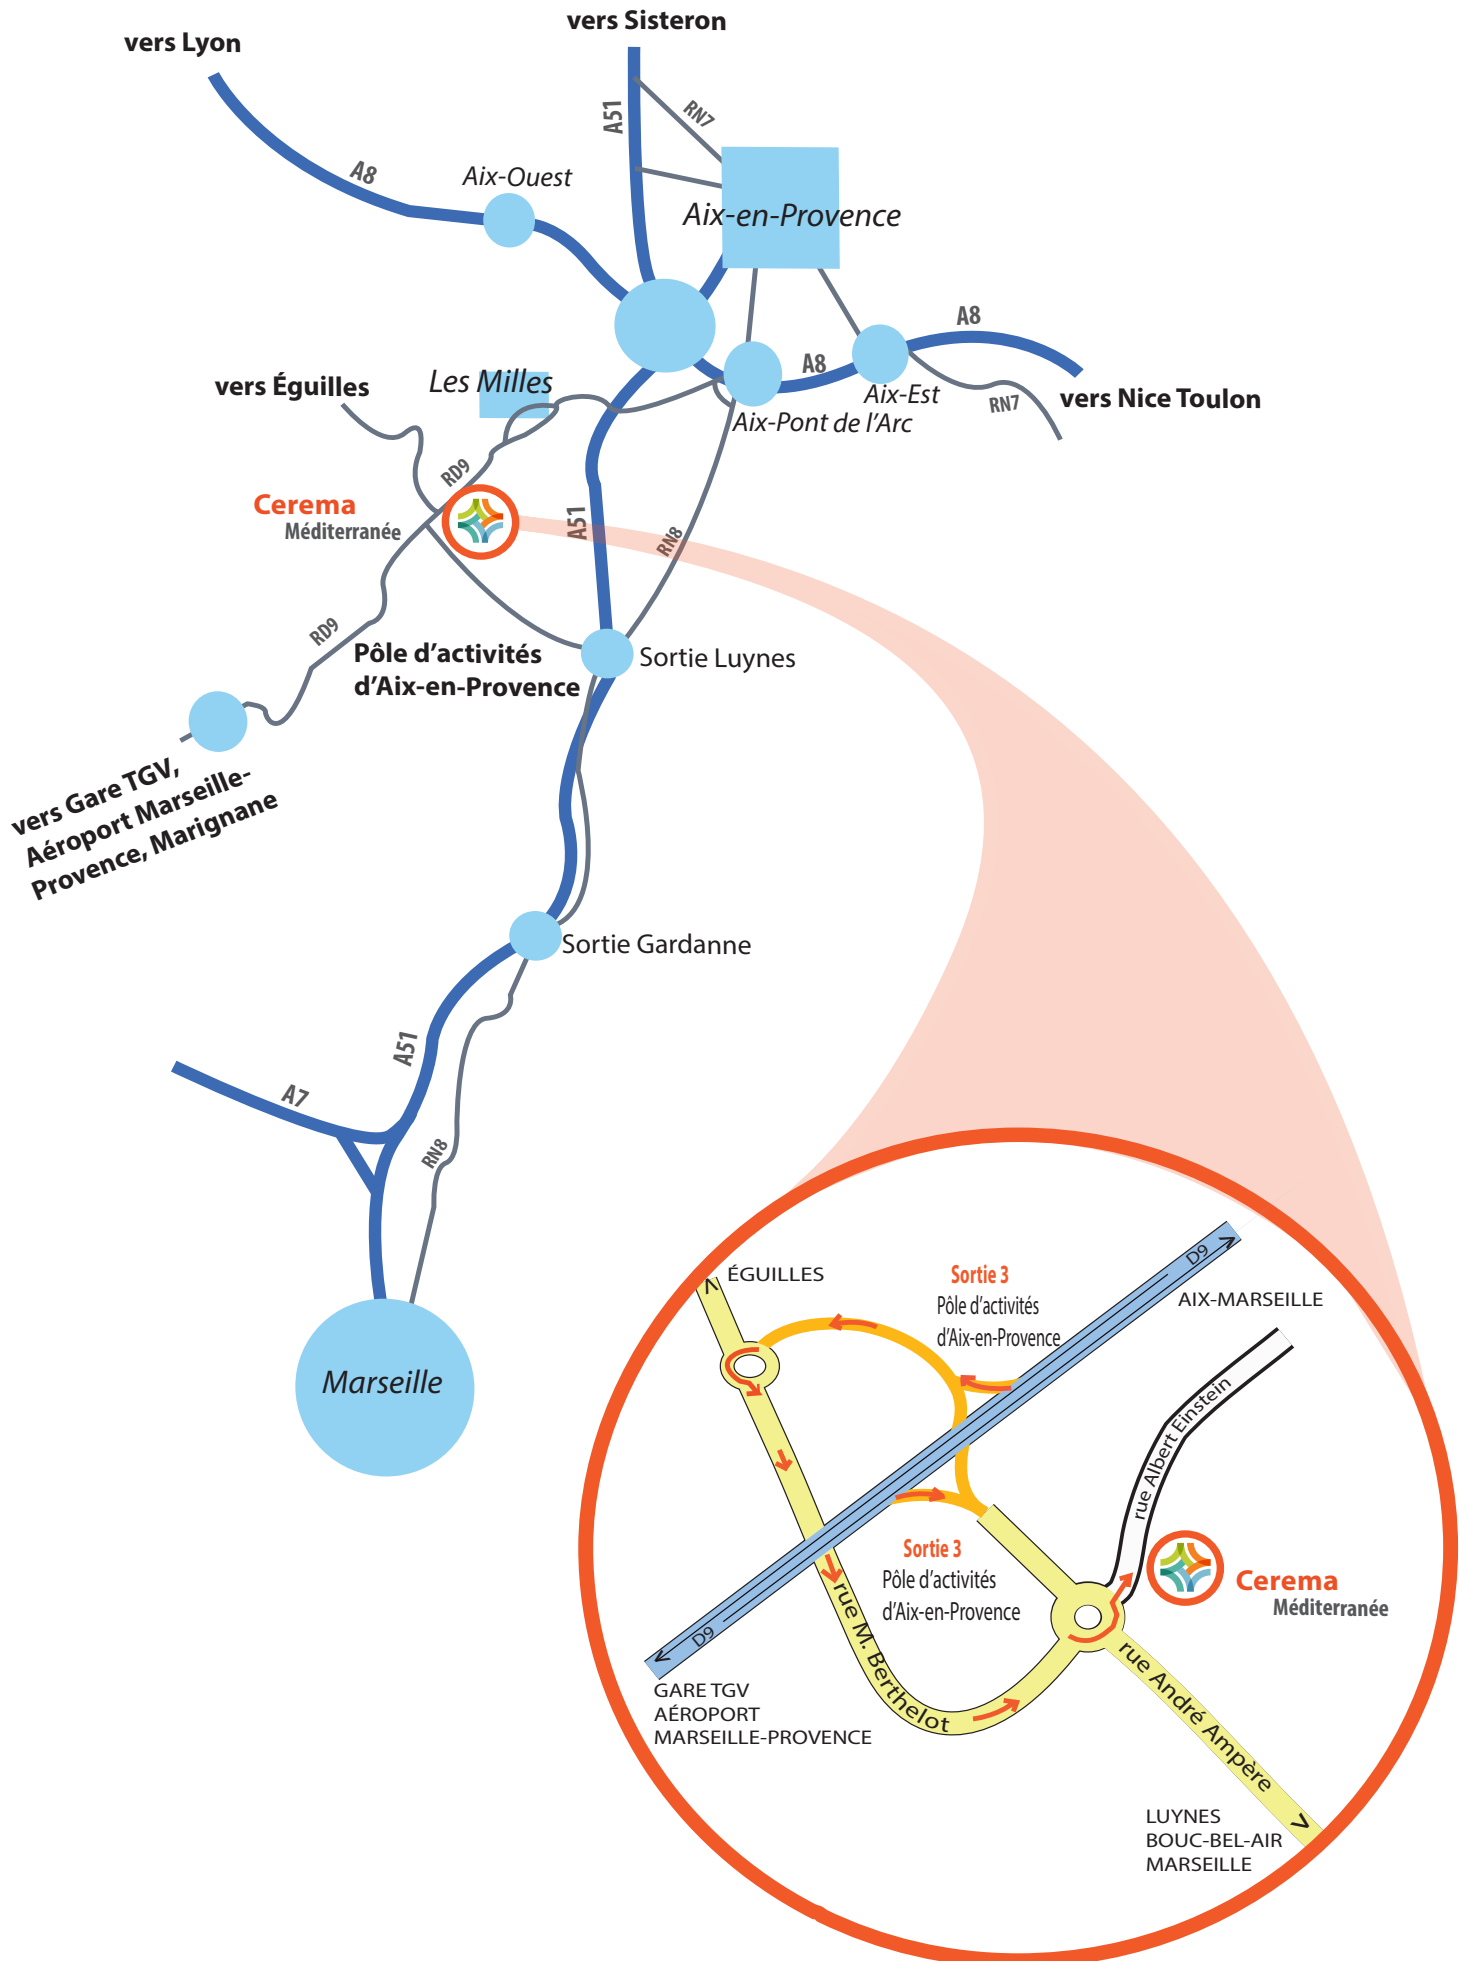 vers Sisteron
vers Lyon
A51
RN7
A8
Aix-Ouest
Aix-en-Provence
A8
A8
vers Éguilles
Les Milles
Aix-Est
RN7
vers Nice Toulon
Aix-Pont de l'Arc
RD9
Cerema
Méditerranée
A51
RN8
RD9
Pôle d'activités
d'Aix-en-Provence
Sortie Luynes
vers Gare TGV,
Aéroport Marseille-
Provence, Marignane
Sortie Gardanne
A51
A7
RN8
Marseille
D9
ÉGUILLES
Sortie 3
Pôle d'activités
d'Aix-en-Provence
AIX-MARSEILLE
rue Albert Einstein
Sortie 3
Pôle d'activités
d'Aix-en-Provence
Cerema
Méditerranée
D9
rue M. Berthelot
rue André Ampère
GARE TGV
AÉROPORT
MARSEILLE-PROVENCE
LUYNES
BOUC-BEL-AIR
MARSEILLE